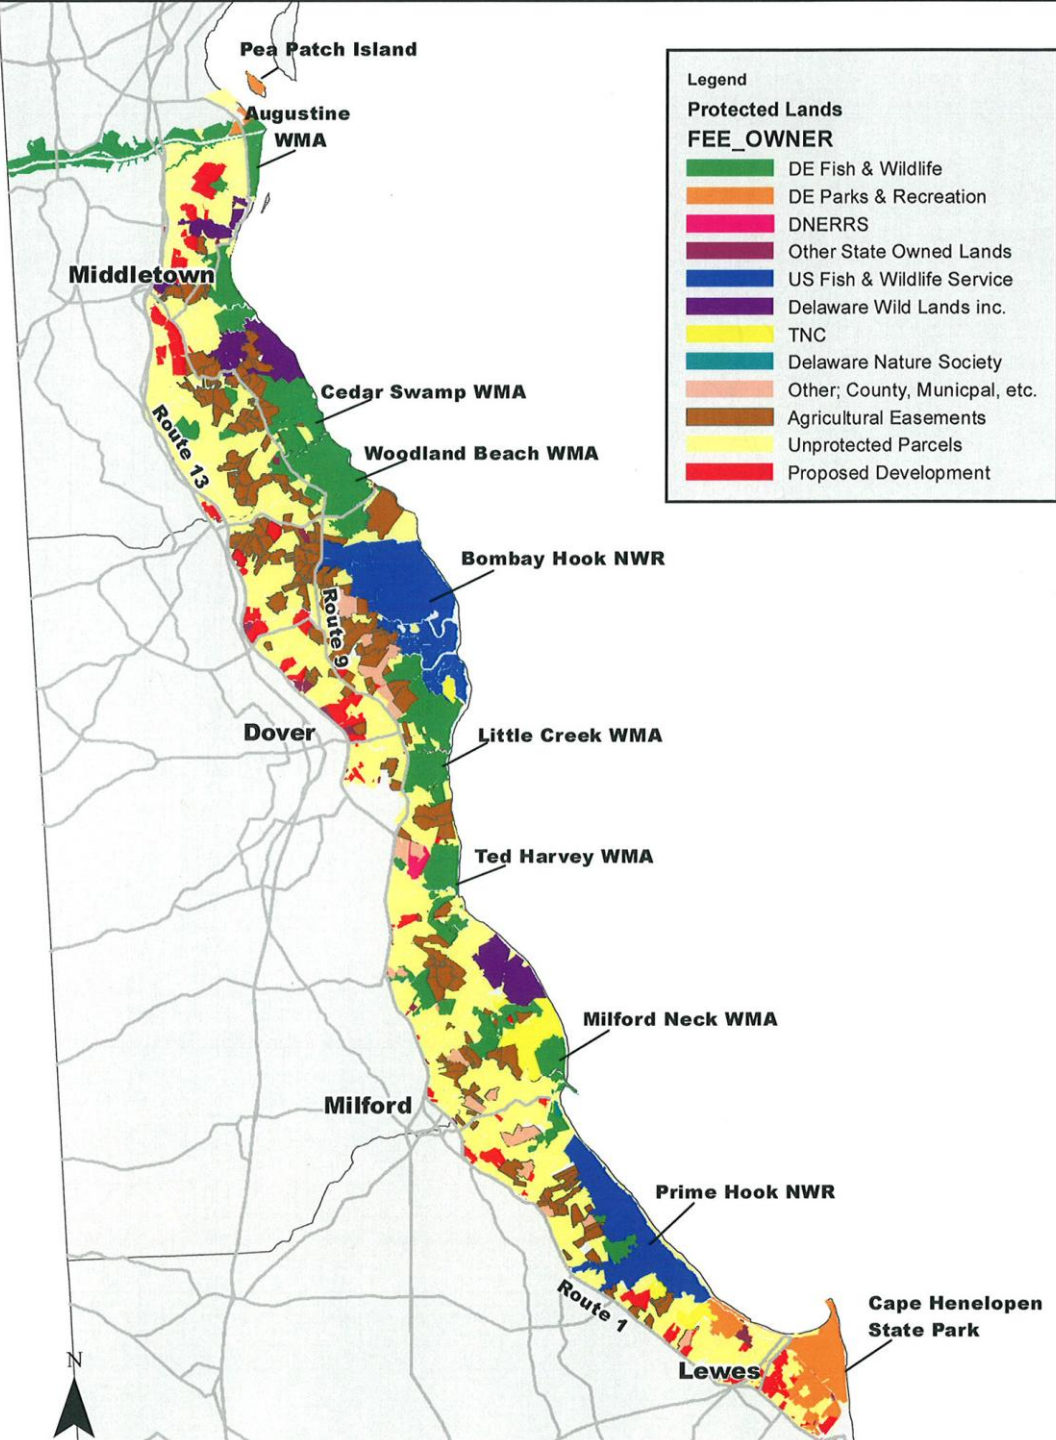 Pea Patch Island
Augustine
WMA
Legend
Protected Lands
FEE_OWNER
DE Fish & Wildlife
DE Parks & Recreation
DNERRS
Other State Owned Lands
US Fish & Wildlife Service
Delaware Wild Lands inc.
TNC
Delaware Nature Society
Other; County, Municpal, etc.
Agricultural Easements
Unprotected Parcels
Proposed Development
Middletown
Cedar Swamp WMA
Route 13
Woodland Beach WMA
Bombay Hook NWR
Route 9
Dover
Little Creek WMA
Ted Harvey WMA
Milford Neck WMA
Milford
Prime Hook NWR
Route 1
Cape Henelopen
State Park
Lewes
N